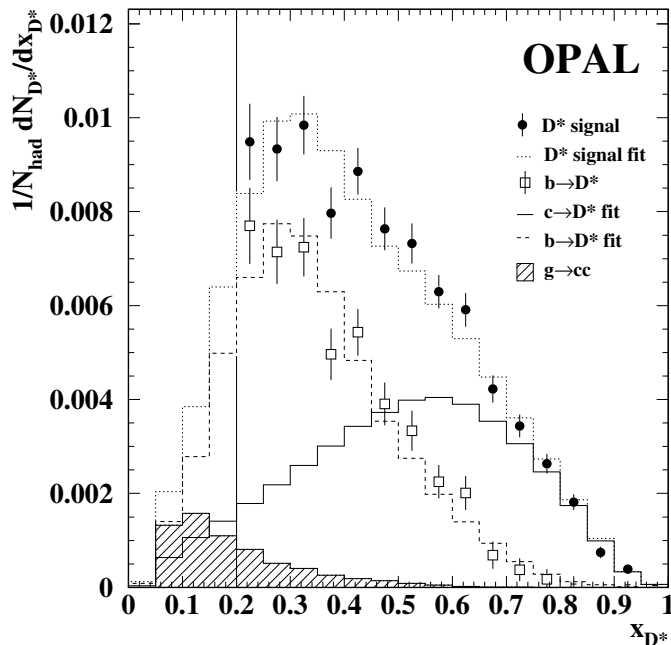 1/N_had dN_D*/dx_D*
0.012
0.01
0.008
0.006
0.004
0.002
0
OPAL
D* signal
D* signal fit
b→D*
c→D* fit
b→D* fit
g→cc
0 0.1 0.2 0.3 0.4 0.5 0.6 0.7 0.8 0.9 1
x_D*